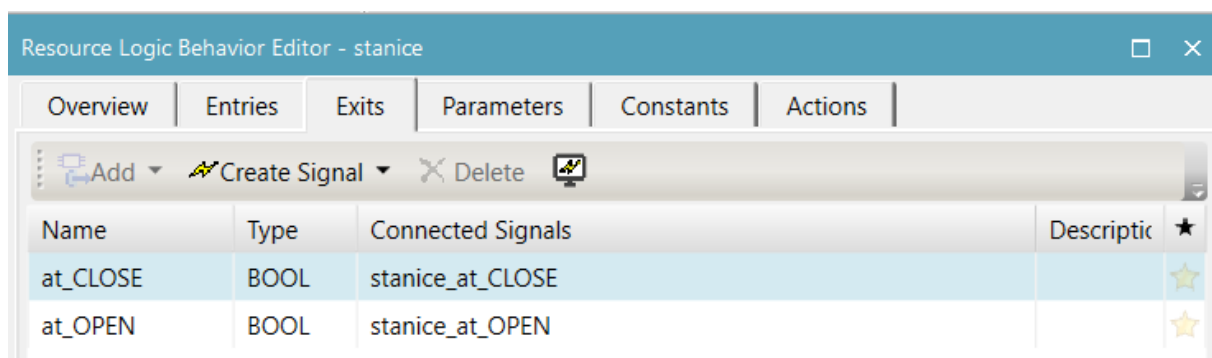 Resource Logic Behavior Editor - stanice
Overview Entries Exits Parameters Constants Actions
Add Create Signal Delete
Name Type Connected Signals Descriptic
at_CLOSE BOOL stanice_at_CLOSE
at_OPEN BOOL stanice_at_OPEN